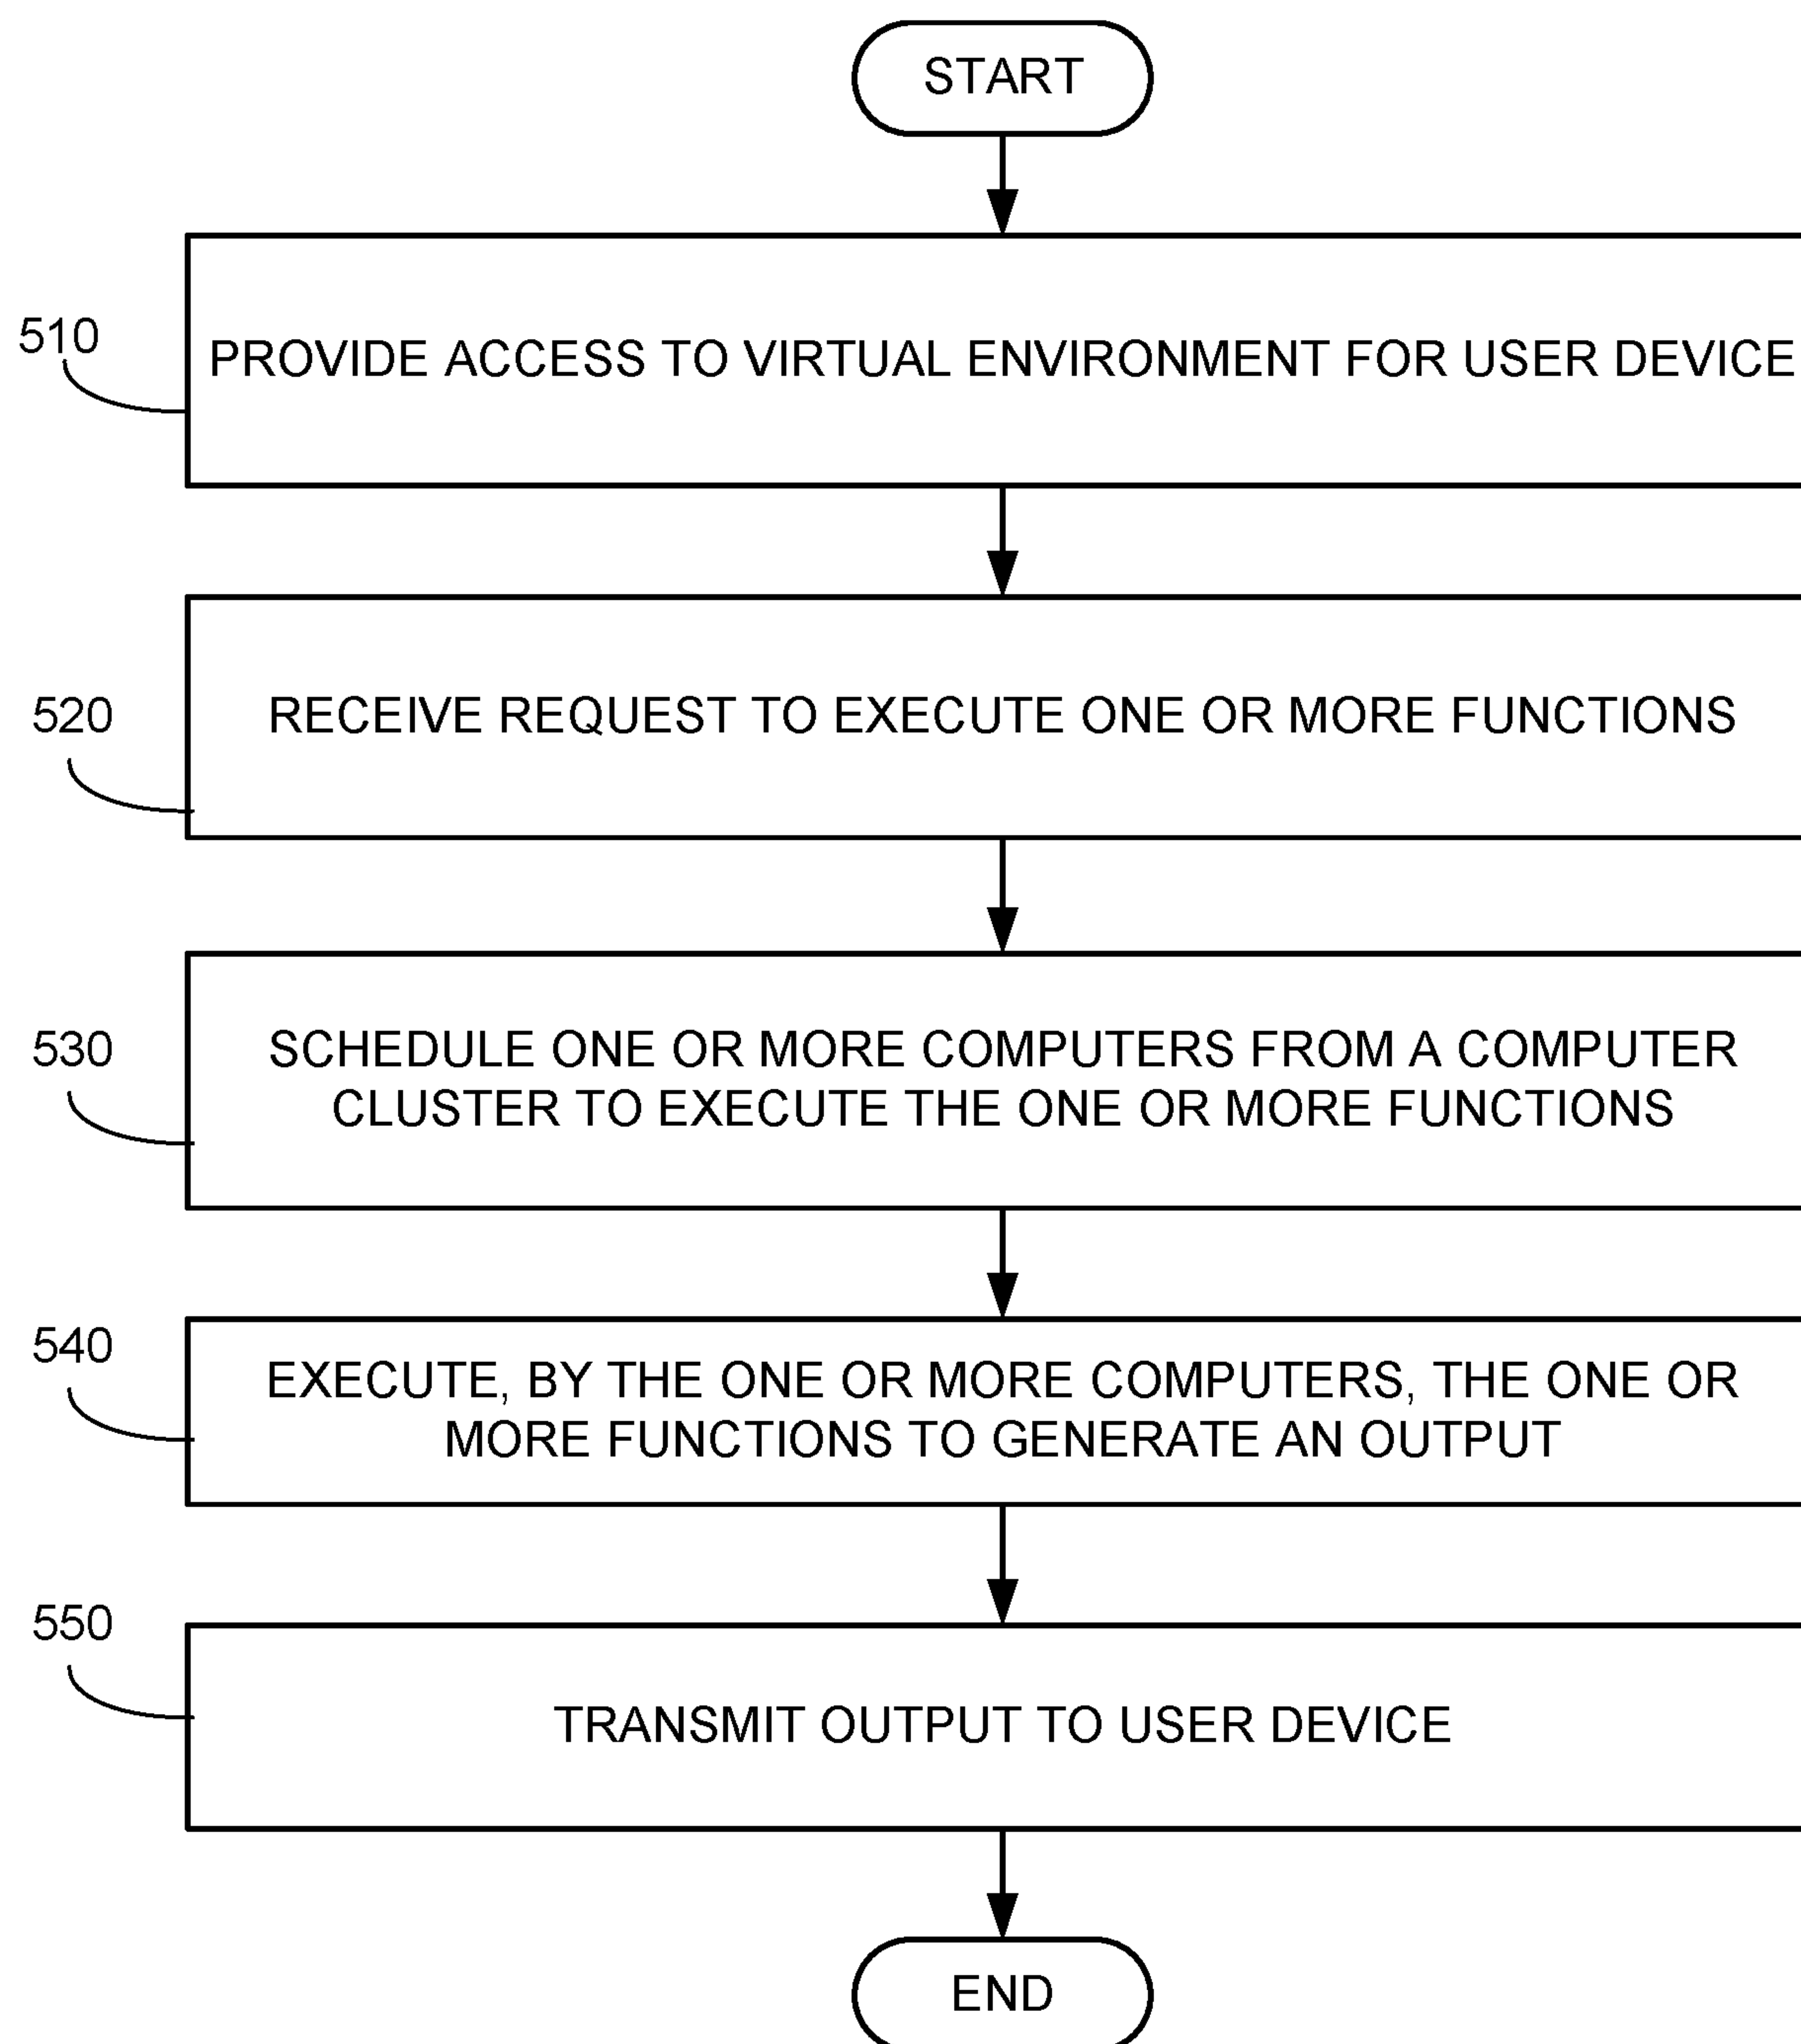 START
510
PROVIDE ACCESS TO VIRTUAL ENVIRONMENT FOR USER DEVICE
520
RECEIVE REQUEST TO EXECUTE ONE OR MORE FUNCTIONS
530
SCHEDULE ONE OR MORE COMPUTERS FROM A COMPUTER
CLUSTER TO EXECUTE THE ONE OR MORE FUNCTIONS
540
EXECUTE, BY THE ONE OR MORE COMPUTERS, THE ONE OR
MORE FUNCTIONS TO GENERATE AN OUTPUT
550
TRANSMIT OUTPUT TO USER DEVICE
END